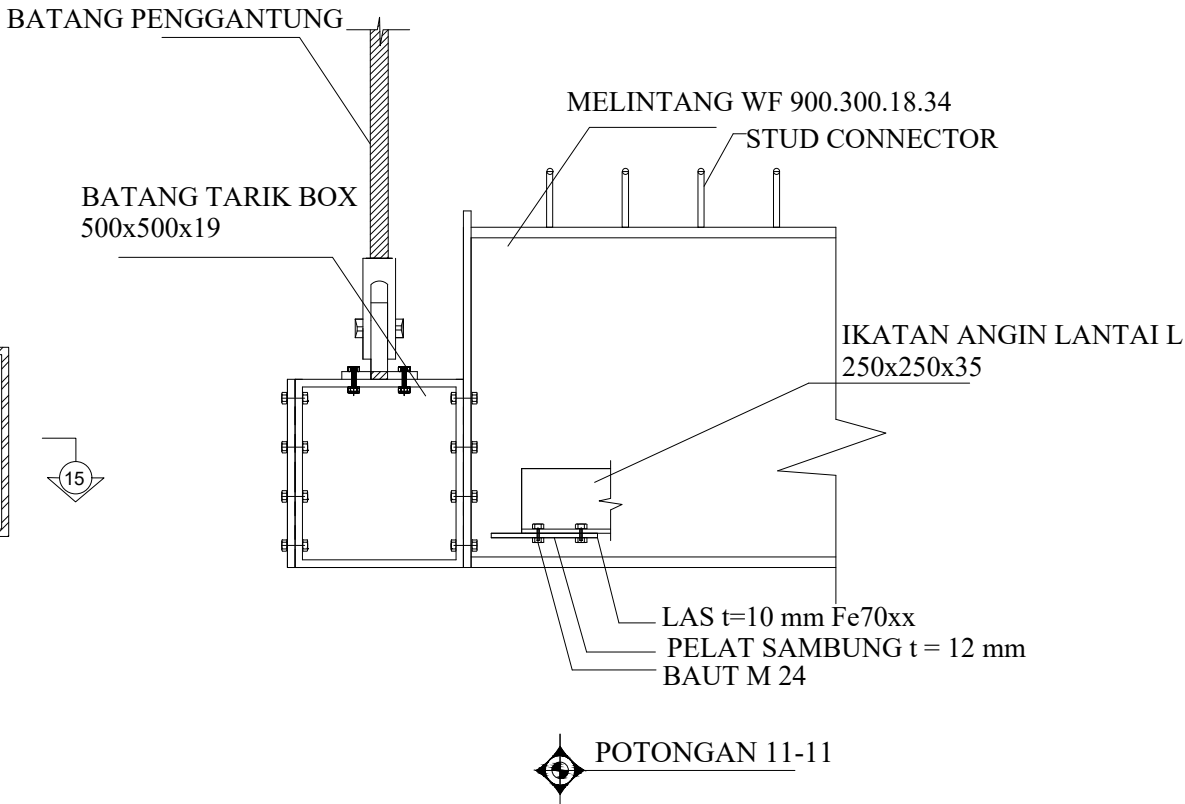 BATANG PENGGANTUNG
MELINTANG WF 900.300.18.34
STUD CONNECTOR
BATANG TARIK BOX
500x500x19
IKATAN ANGIN LANTAI L
250x250x35
15
LAS t=10 mm Fe70xx
PELAT SAMBUNG t = 12 mm
BAUT M 24
POTONGAN 11-11